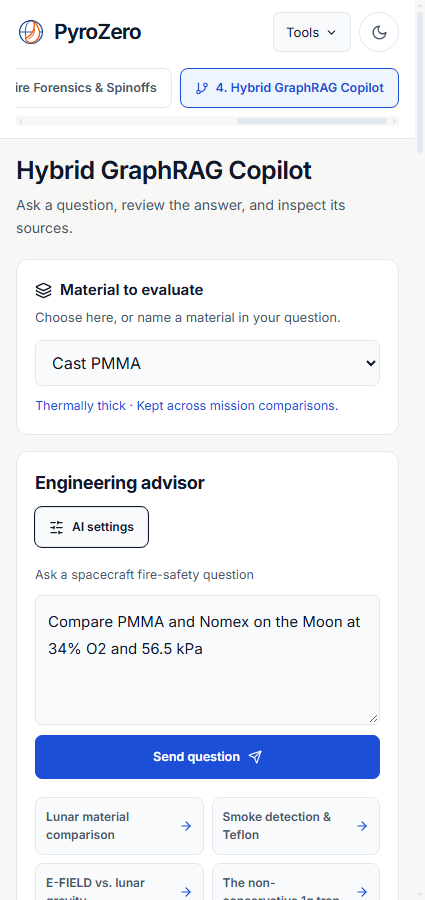 PyroZero
Tools
ire Forensics & Spinoffs
4. Hybrid GraphRAG Copilot
Hybrid GraphRAG Copilot
Ask a question, review the answer, and inspect its
sources.
Material to evaluate
Choose here, or name a material in your question.
Cast PMMA
Thermally thick · Kept across mission comparisons.
Engineering advisor
AI settings
Ask a spacecraft fire-safety question
Compare PMMA and Nomex on the Moon at
34% O2 and 56.5 kPa
Send question
Lunar material
comparison
Smoke detection &
Teflon
E-FIELD vs. lunar
gravity
The non-
conservative 1g trap